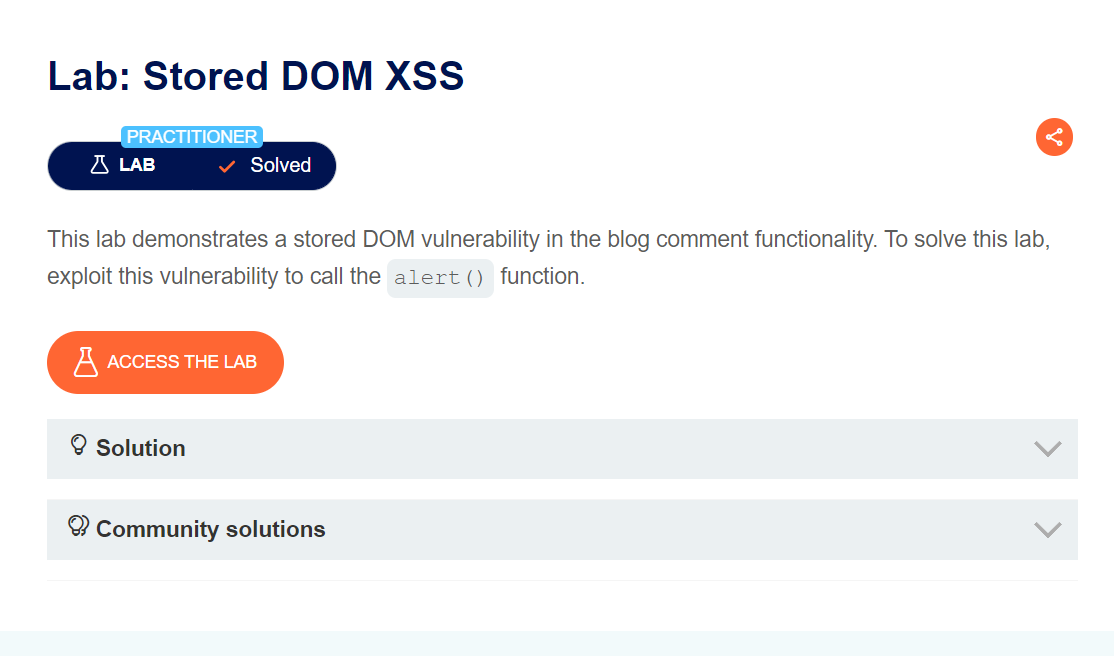 Lab: Stored DOM XSS
PRACTITIONER
LAB Solved
This lab demonstrates a stored DOM vulnerability in the blog comment functionality. To solve this lab,
exploit this vulnerability to call the alert() function.
ACCESS THE LAB
Solution
Community solutions